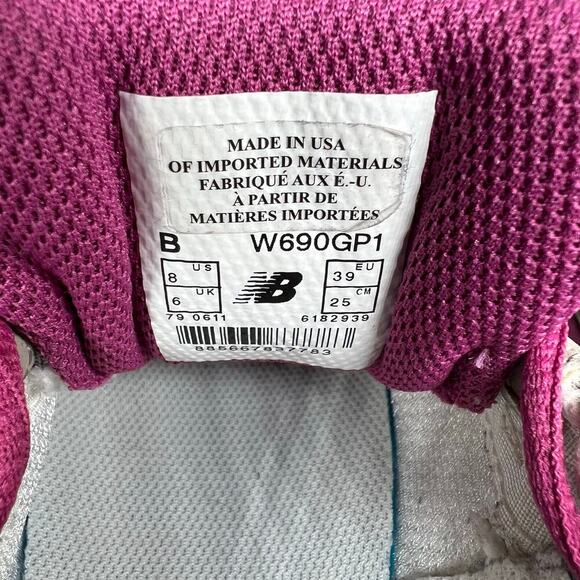 MADE IN USA
OF IMPORTED MATERIALS
FABRIQUÉ AUX É.-U.
À PARTIR DE
MATIÈRES IMPORTÉES
B W690GP1
8 US 39 EU
6 UK 25 CM
79 0611 6182939
885667837783